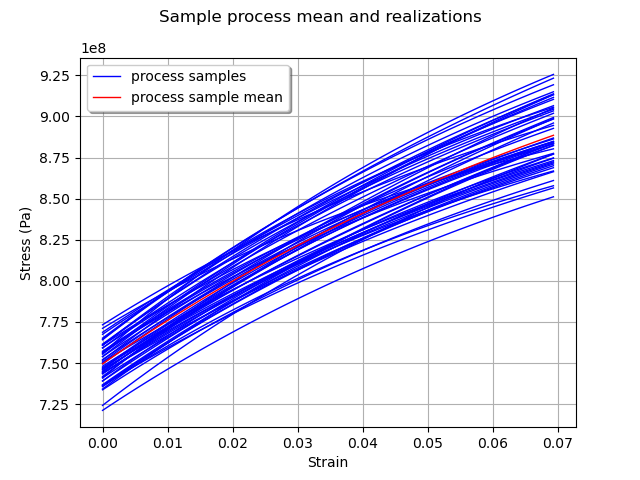 Sample process mean and realizations
1e8
process samples
process sample mean
9.25
9.00
8.75
8.50
8.25
8.00
7.75
7.50
7.25
Stress (Pa)
0.00 0.01 0.02 0.03 0.04 0.05 0.06 0.07
Strain